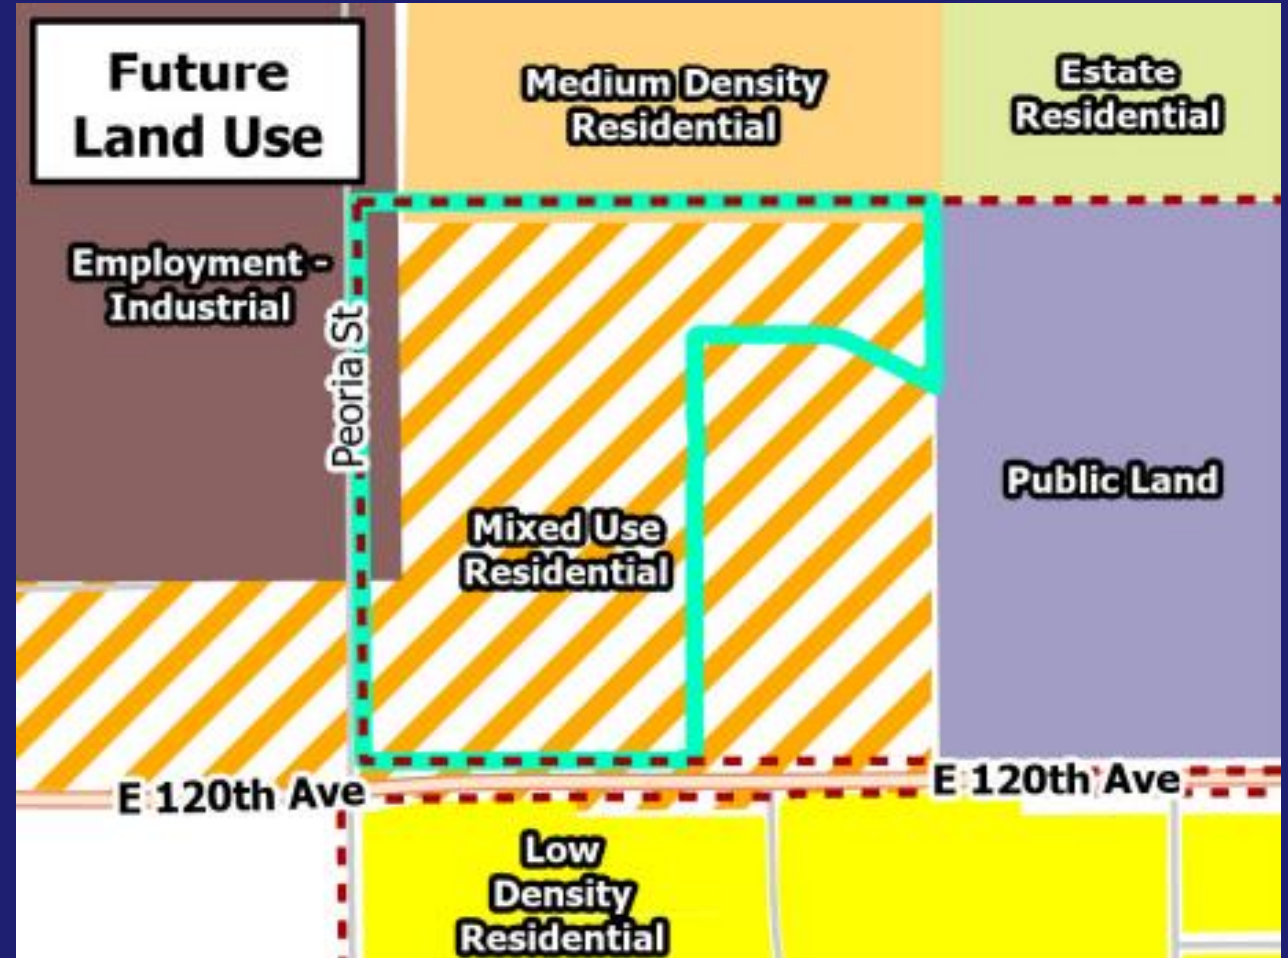 Future
Land Use
Medium Density
Residential
Estate
Residential
Employment -
Industrial
Peoria St
Public Land
Mixed Use
Residential
E 120th Ave
E 120th Ave
Low
Density
Residential